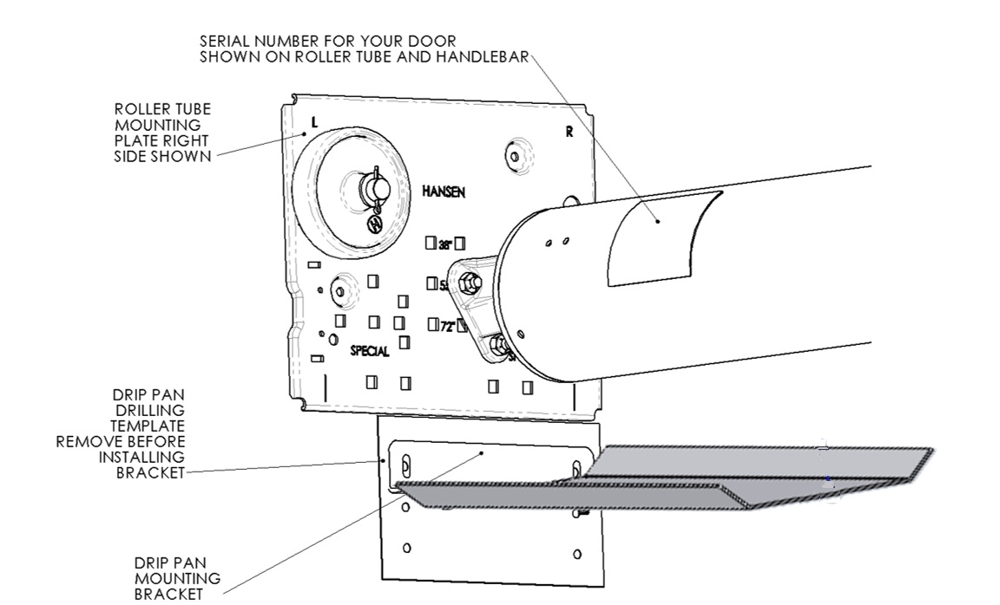 SERIAL NUMBER FOR YOUR DOOR
SHOWN ON ROLLER TUBE AND HANDLEBAR
ROLLER TUBE
MOUNTING
PLATE RIGHT
SIDE SHOWN
L
R
HANSEN
38"
72"
SPECIAL
DRIP PAN
DRILLING
TEMPLATE
REMOVE BEFORE
INSTALLING
BRACKET
DRIP PAN
MOUNTING
BRACKET